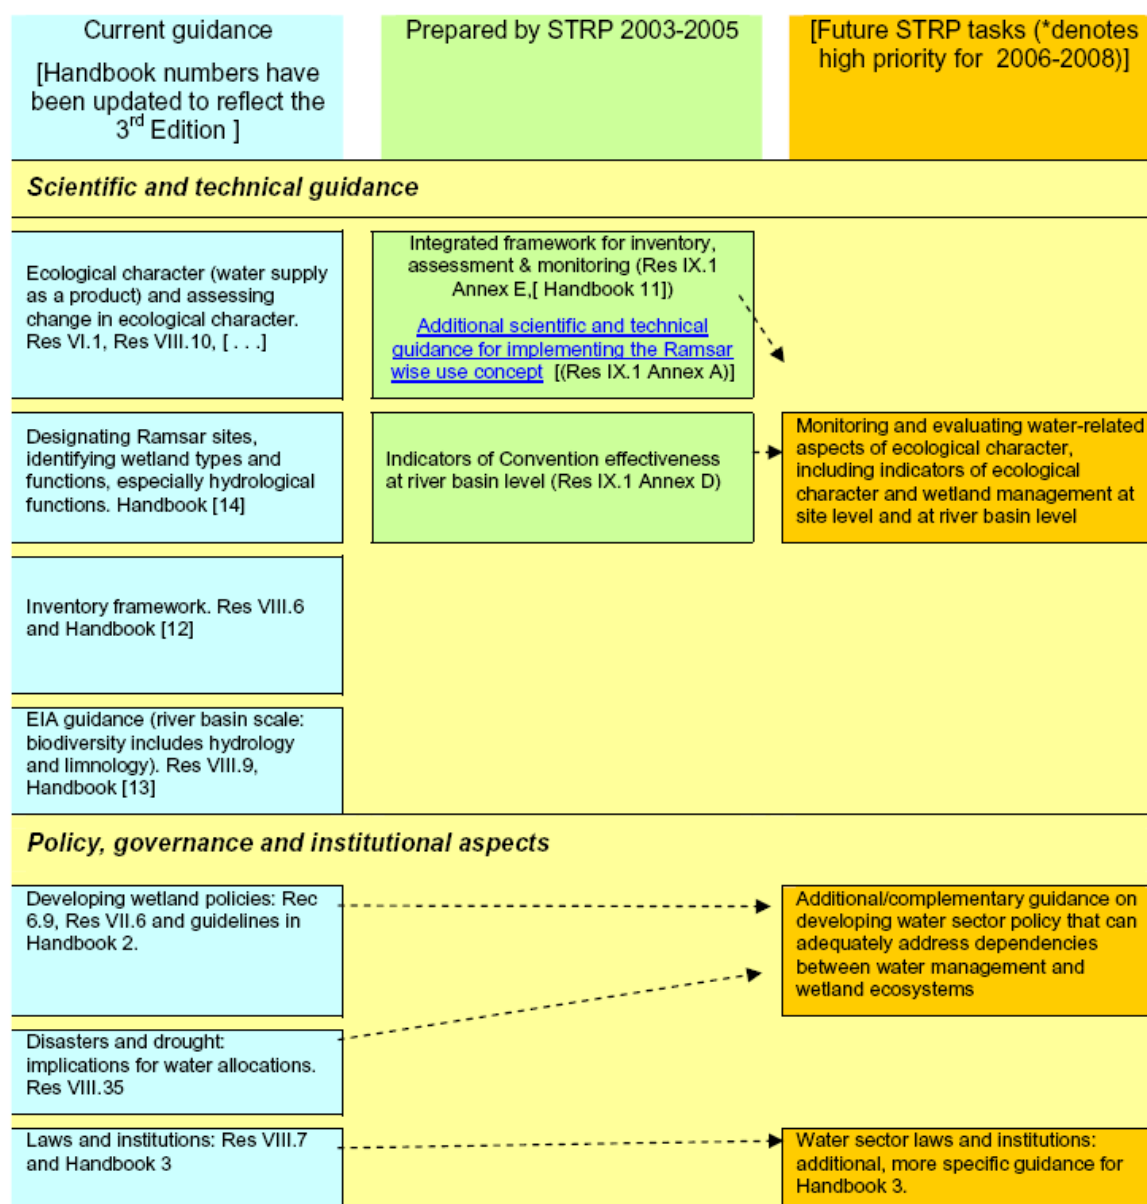 Current guidance
[Handbook numbers have
been updated to reflect the
3rd Edition ]
Prepared by STRP 2003-2005
[Future STRP tasks (*denotes
high priority for 2006-2008)]
Scientific and technical guidance
Ecological character (water supply
as a product) and assessing
change in ecological character.
Res VI.1, Res VIII.10, [ . . .]
Integrated framework for inventory,
assessment & monitoring (Res IX.1
Annex E,[ Handbook 11])
Additional scientific and technical
guidance for implementing the Ramsar
wise use concept [(Res IX.1 Annex A)]
Designating Ramsar sites,
identifying wetland types and
functions, especially hydrological
functions. Handbook [14]
Indicators of Convention effectiveness
at river basin level (Res IX.1 Annex D)
Monitoring and evaluating water-related
aspects of ecological character,
including indicators of ecological
character and wetland management at
site level and at river basin level
Inventory framework. Res VIII.6
and Handbook [12]
EIA guidance (river basin scale:
biodiversity includes hydrology
and limnology). Res VIII.9,
Handbook [13]
Policy, governance and institutional aspects
Developing wetland policies: Rec
6.9, Res VII.6 and guidelines in
Handbook 2.
Additional/complementary guidance on
developing water sector policy that can
adequately address dependencies
between water management and
wetland ecosystems
Disasters and drought:
implications for water allocations.
Res VIII.35
Laws and institutions: Res VIII.7
and Handbook 3
Water sector laws and institutions:
additional, more specific guidance for
Handbook 3.